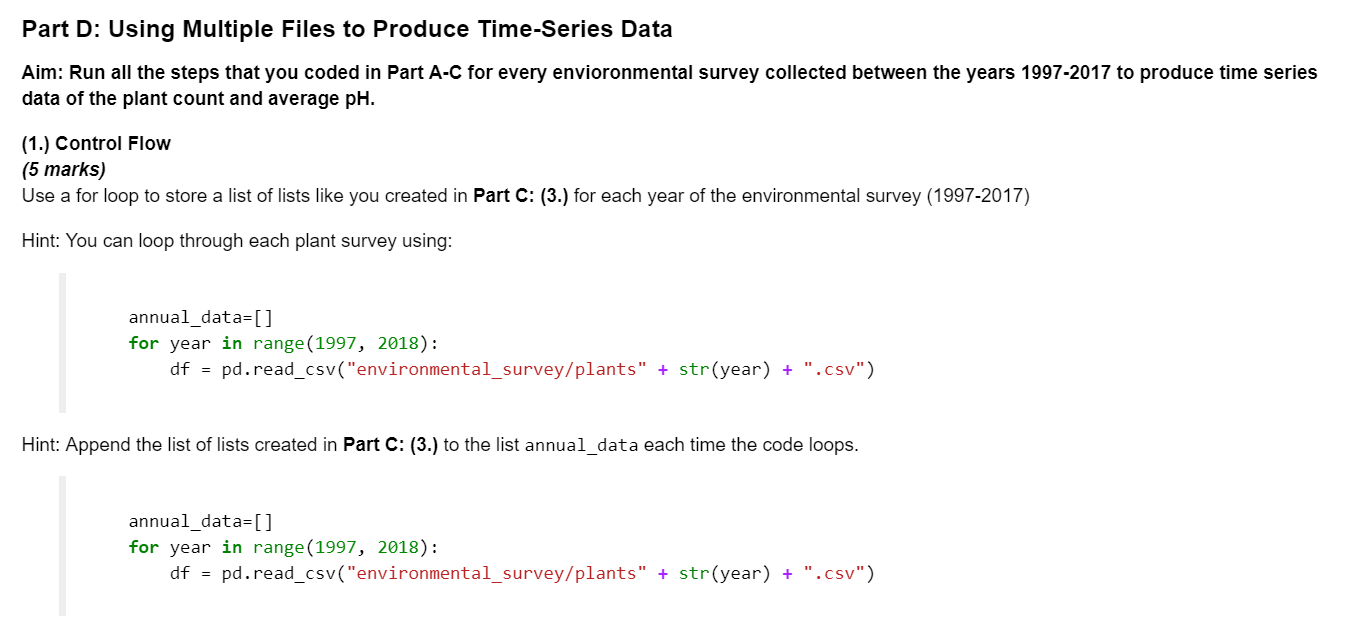 Part D: Using Multiple Files to Produce Time-Series Data
Aim: Run all the steps that you coded in Part A-C for every envioronmental survey collected between the years 1997-2017 to produce time series
data of the plant count and average pH.
(1.) Control Flow
(5 marks)
Use a for loop to store a list of lists like you created in Part C: (3.) for each year of the environmental survey (1997-2017)
Hint: You can loop through each plant survey using:
annual_data=[]
for year in range(1997, 2018):
    df = pd.read_csv("environmental_survey/plants" + str(year) + ".csv")
Hint: Append the list of lists created in Part C: (3.) to the list annual_data each time the code loops.
annual_data=[]
for year in range(1997, 2018):
    df = pd.read_csv("environmental_survey/plants" + str(year) + ".csv")